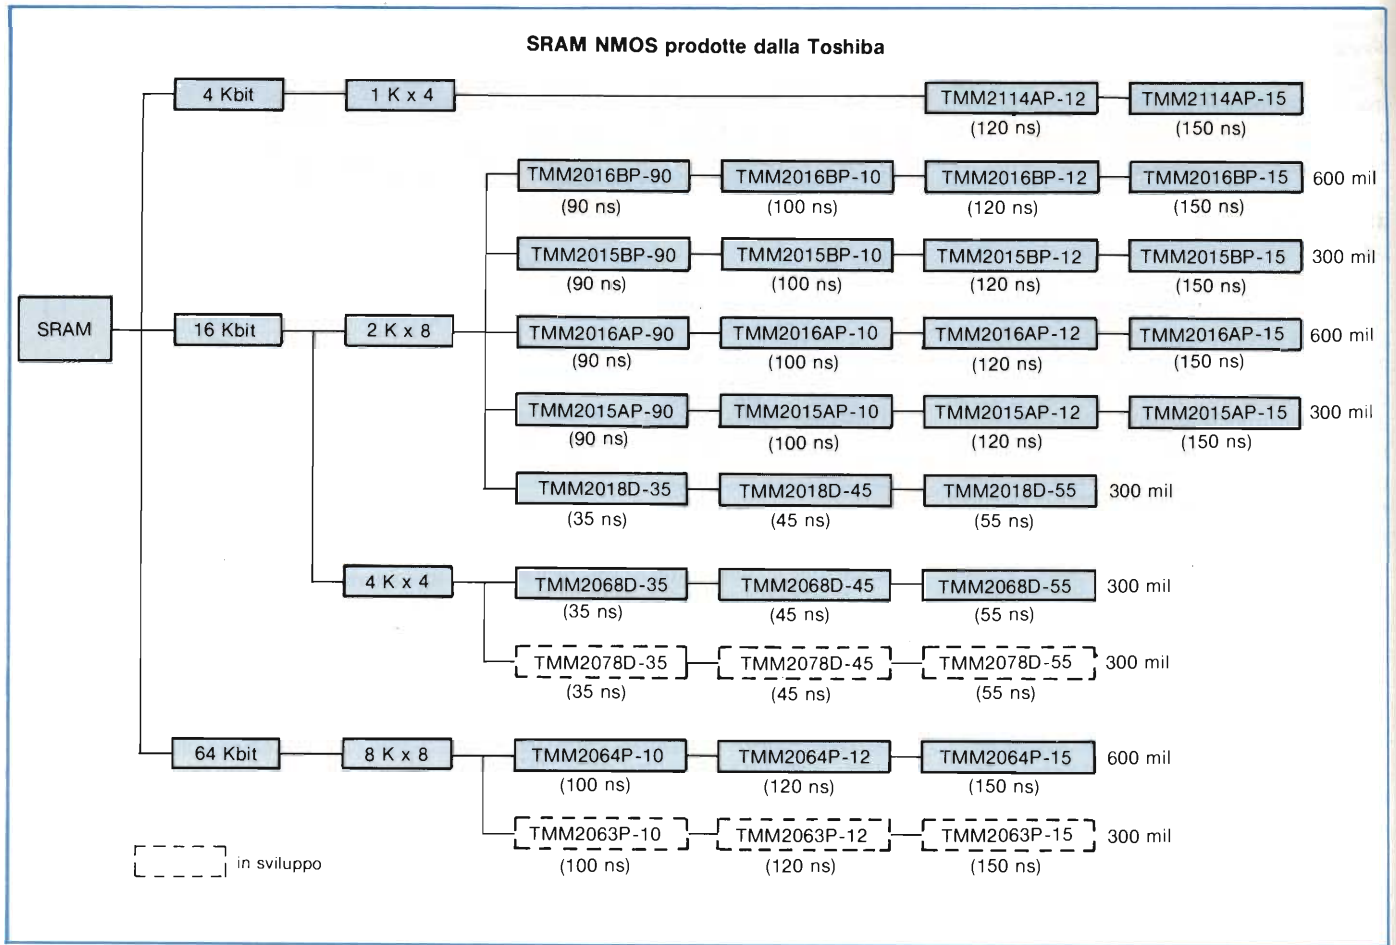 SRAM NMOS prodotte dalla Toshiba
4 Kbit 1 K x 4 TMM2114AP-12 TMM2114AP-15
(120 ns) (150 ns)
TMM2016BP-90 TMM2016BP-10 TMM2016BP-12 TMM2016BP-15 600 mil
(90 ns) (100 ns) (120 ns) (150 ns)
TMM2015BP-90 TMM2015BP-10 TMM2015BP-12 TMM2015BP-15 300 mil
(90 ns) (100 ns) (120 ns) (150 ns)
SRAM 16 Kbit 2 K x 8 TMM2016AP-90 TMM2016AP-10 TMM2016AP-12 TMM2016AP-15 600 mil
(90 ns) (100 ns) (120 ns) (150 ns)
TMM2015AP-90 TMM2015AP-10 TMM2015AP-12 TMM2015AP-15 300 mil
(90 ns) (100 ns) (120 ns) (150 ns)
TMM2018D-35 TMM2018D-45 TMM2018D-55 300 mil
(35 ns) (45 ns) (55 ns)
4 K x 4 TMM2068D-35 TMM2068D-45 TMM2068D-55 300 mil
(35 ns) (45 ns) (55 ns)
TMM2078D-35 TMM2078D-45 TMM2078D-55 300 mil
(35 ns) (45 ns) (55 ns)
64 Kbit 8 K x 8 TMM2064P-10 TMM2064P-12 TMM2064P-15 600 mil
(100 ns) (120 ns) (150 ns)
TMM2063P-10 TMM2063P-12 TMM2063P-15 300 mil
(100 ns) (120 ns) (150 ns)
in sviluppo